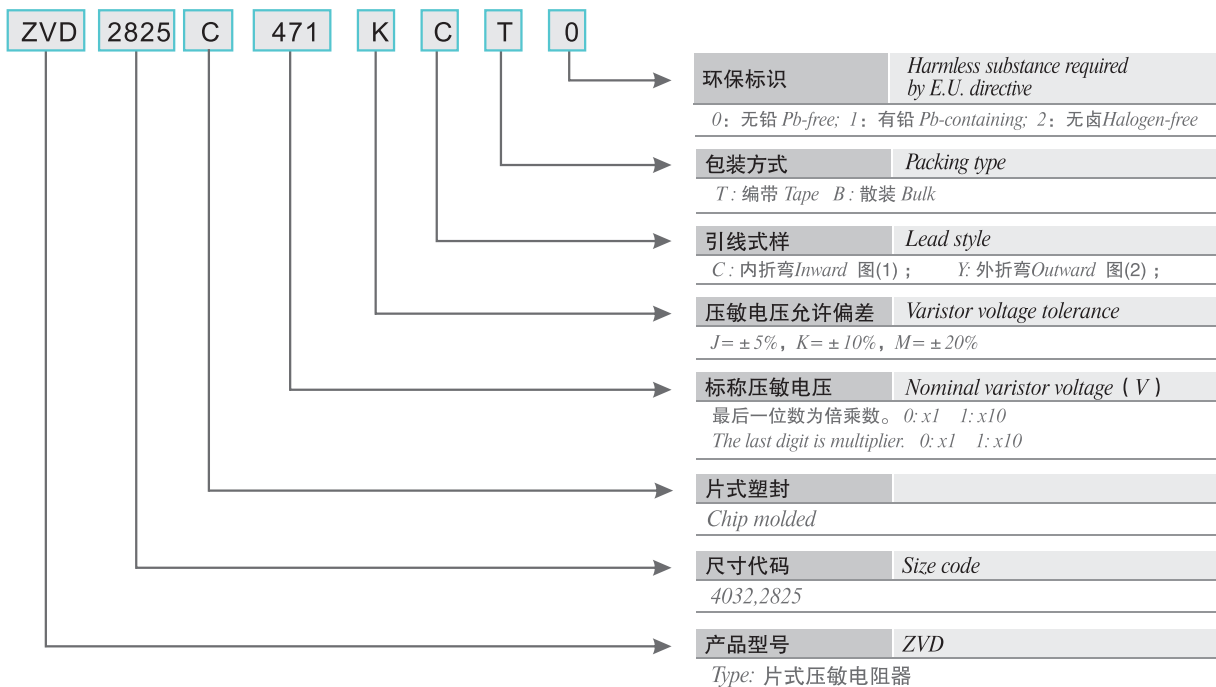 ZVD 2825 C 471 K C T 0
环保标识 Harmless substance required
by E.U. directive
0：无铅 Pb-free; 1：有铅 Pb-containing; 2：无卤Halogen-free
包装方式 Packing type
T : 编带 Tape B : 散装 Bulk
引线式样 Lead style
C : 内折弯Inward 图(1)； Y: 外折弯Outward 图(2)；
压敏电压允许偏差 Varistor voltage tolerance
J= ±5%，K= ±10%，M= ±20%
标称压敏电压 Nominal varistor voltage（V）
最后一位数为倍乘数。0: x1 1: x10
The last digit is multiplier. 0: x1 1: x10
片式塑封
Chip molded
尺寸代码 Size code
4032,2825
产品型号 ZVD
Type: 片式压敏电阻器